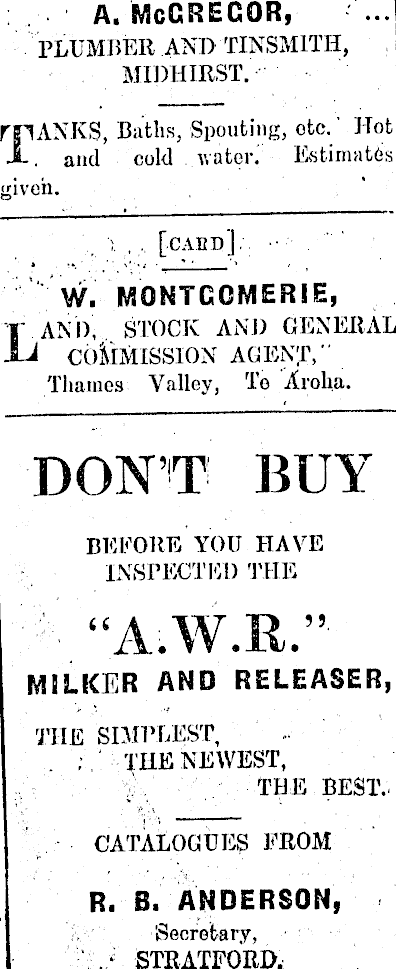 A. McGREGOR,
PLUMBER AND TINSMITH,
MIDHIRST.
TANKS, Baths, Spouting, etc. Hot
and cold water. Estimates
given.
[CARD]
W. MONTGOMERIE,
LAND, STOCK AND GENERAL
COMMISSION AGENT,
Thames Valley, Te Aroha.
DON'T BUY
BEFORE YOU HAVE
INSPECTED THE
"A.W.R."
MILKER AND RELEASER,
THE SIMPLEST,
THE NEWEST,
THE BEST.
CATALOGUES FROM
R. B. ANDERSON,
Secretary,
STRATFORD.